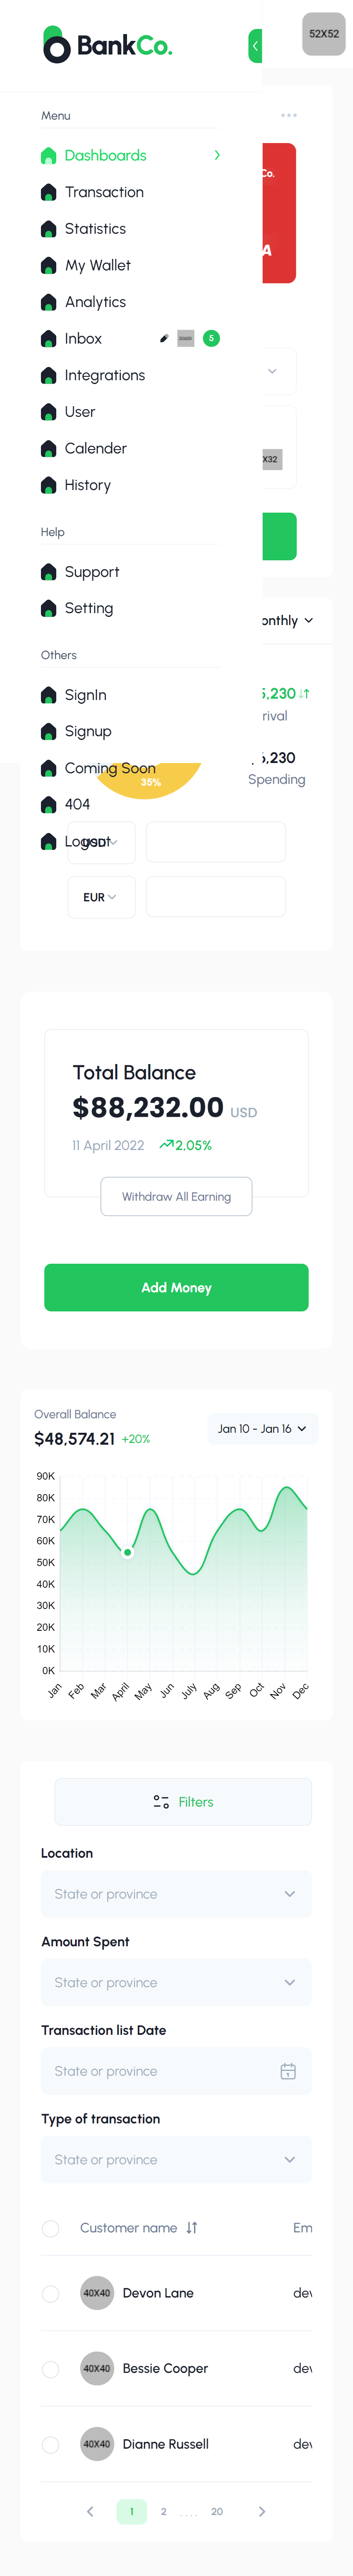 BankCo.
52X52
Menu
Dashboards
Co.
Transaction
Statistics
A
My Wallet
Analytics
Inbox
5
Integrations
User
Calender
X32
History
Help
Support
Setting
onthly
Others
SignIn
5,230
rival
Signup
5,230
Coming Soon
Spending
35%
404
Logout
USD
EUR
Total Balance
$88,232.00 USD
11 April 2022 2,05%
Withdraw All Earning
Add Money
Overall Balance
$48,574.21 +20%
Jan 10 - Jan 16
90K
80K
70K
60K
50K
40K
30K
20K
10K
0K
Jan Feb Mar April May Jun July Aug Sep Oct Nov Dec
Filters
Location
State or province
Amount Spent
State or province
Transaction list Date
State or province
Type of transaction
State or province
Customer name Em
40X40 Devon Lane dev
40X40 Bessie Cooper dev
40X40 Dianne Russell dev
1 2 .... 20